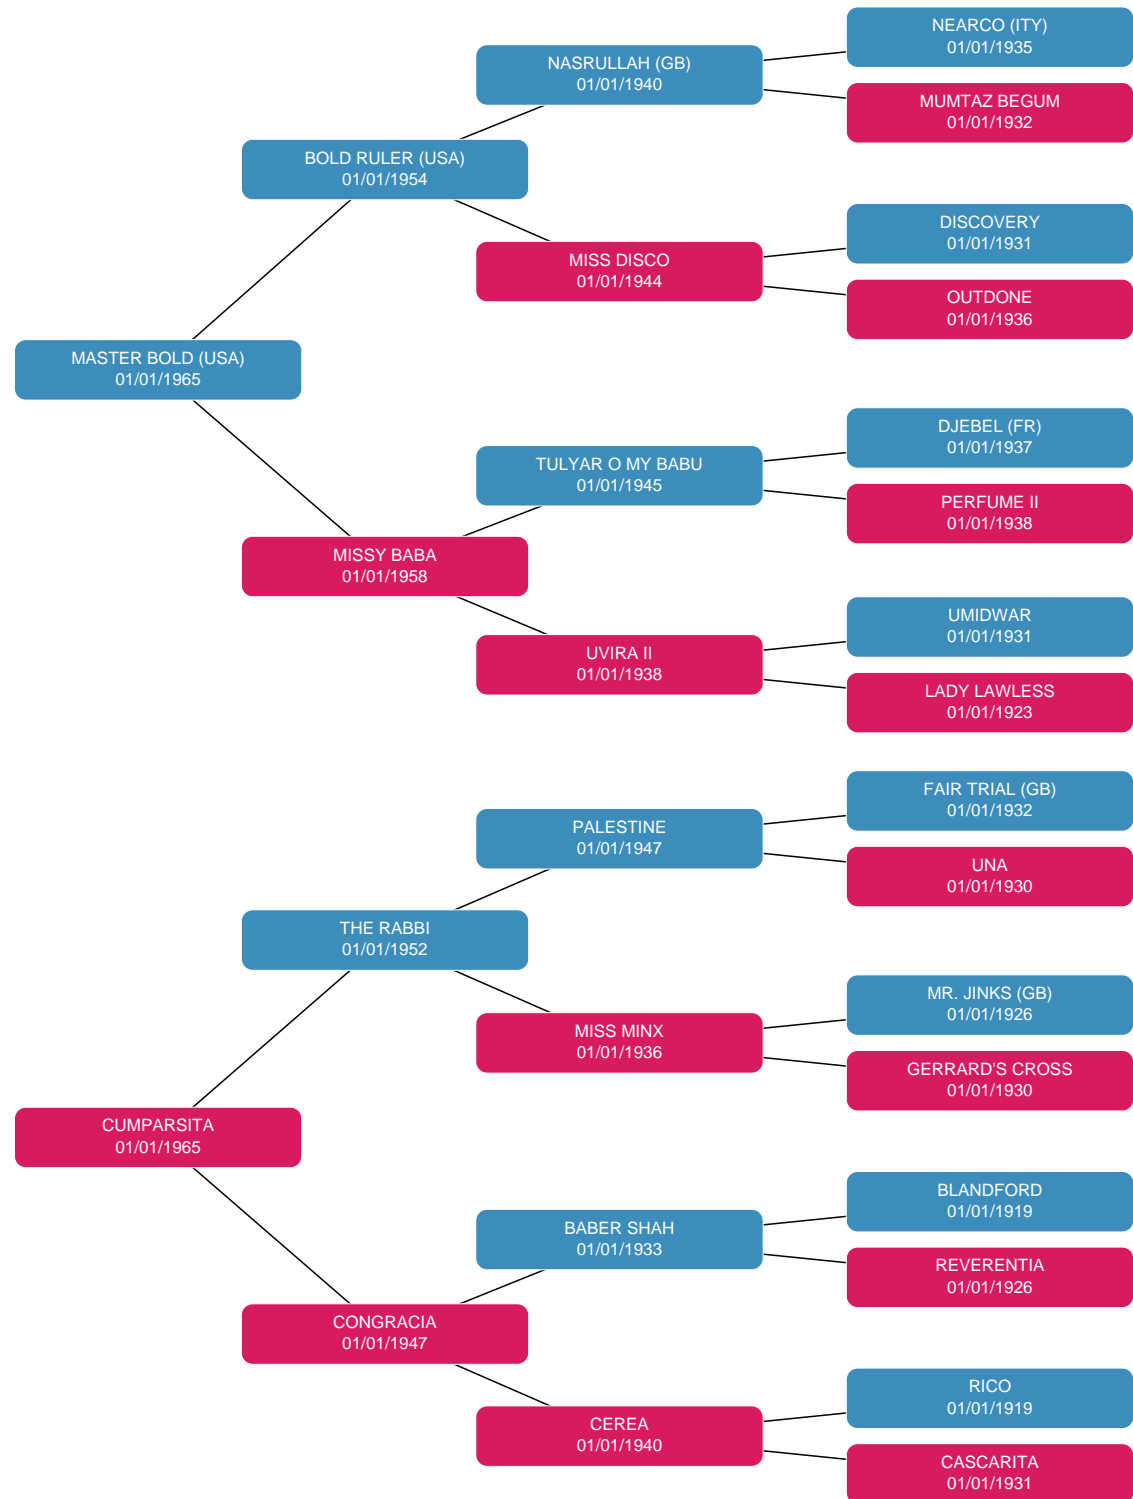 NEARCO (ITY)
01/01/1935
NASRULLAH (GB)
01/01/1940
MUMTAZ BEGUM
01/01/1932
BOLD RULER (USA)
01/01/1954
DISCOVERY
01/01/1931
MISS DISCO
01/01/1944
OUTDONE
01/01/1936
MASTER BOLD (USA)
01/01/1965
DJEBEL (FR)
01/01/1937
TULYAR O MY BABU
01/01/1945
PERFUME II
01/01/1938
MISSY BABA
01/01/1958
UMIDWAR
01/01/1931
UVIRA II
01/01/1938
LADY LAWLESS
01/01/1923
FAIR TRIAL (GB)
01/01/1932
PALESTINE
01/01/1947
UNA
01/01/1930
THE RABBI
01/01/1952
MR. JINKS (GB)
01/01/1926
MISS MINX
01/01/1936
GERRARD'S CROSS
01/01/1930
CUMPARSITA
01/01/1965
BLANDFORD
01/01/1919
BABER SHAH
01/01/1933
REVERENTIA
01/01/1926
CONGRACIA
01/01/1947
RICO
01/01/1919
CEREA
01/01/1940
CASCARITA
01/01/1931